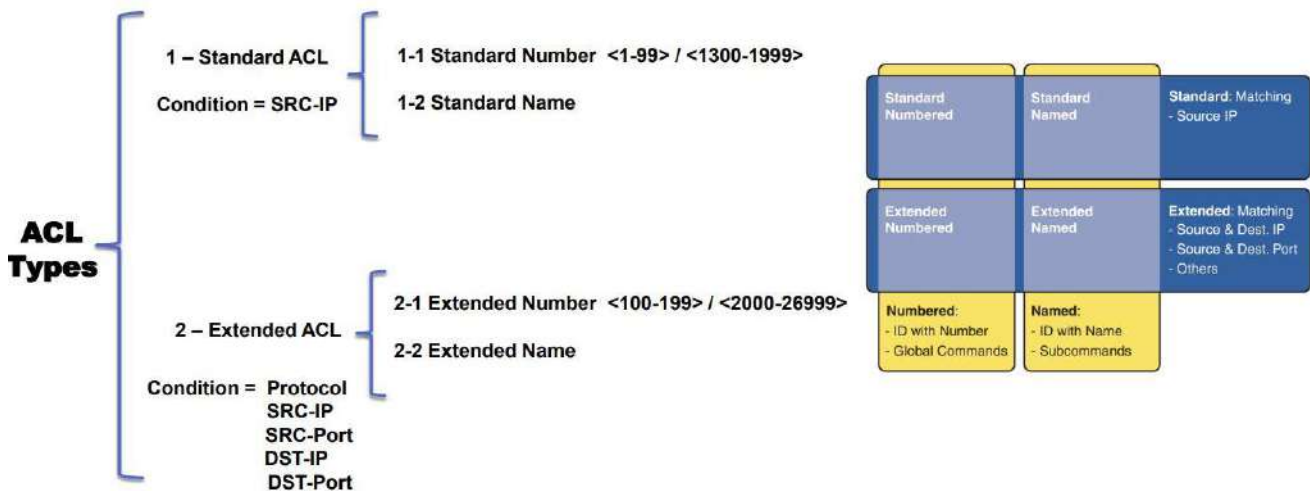 ACL
Types
1 – Standard ACL
Condition = SRC-IP
1-1 Standard Number <1-99> / <1300-1999>
1-2 Standard Name
2 – Extended ACL
Condition = Protocol
SRC-IP
SRC-Port
DST-IP
DST-Port
2-1 Extended Number <100-199> / <2000-26999>
2-2 Extended Name
Standard
Numbered
Standard
Named
Standard: Matching
- Source IP
Extended
Numbered
Extended
Named
Extended: Matching
- Source & Dest. IP
- Source & Dest. Port
- Others
Numbered:
- ID with Number
- Global Commands
Named:
- ID with Name
- Subcommands